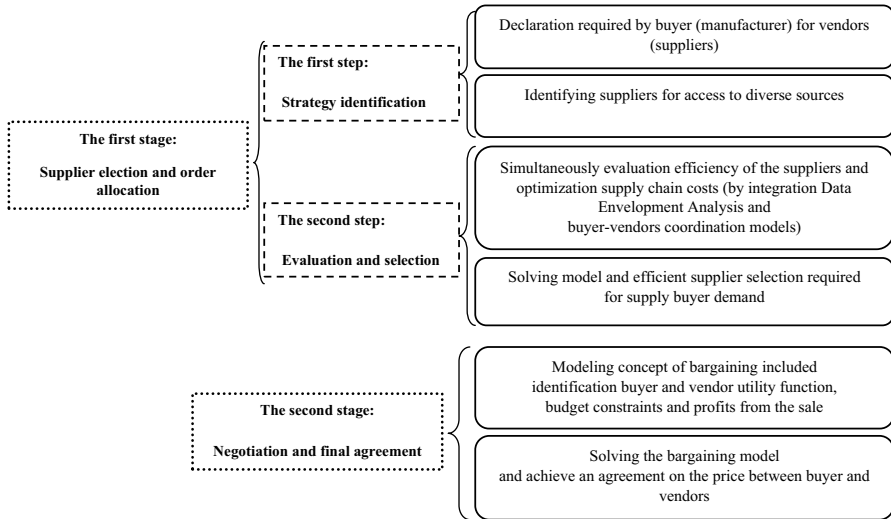 The first stage:
Supplier election and order
allocation
The first step:
Strategy identification
Declaration required by buyer (manufacturer) for vendors
(suppliers)
Identifying suppliers for access to diverse sources
The second step:
Evaluation and selection
Simultaneously evaluation efficiency of the suppliers and
optimization supply chain costs (by integration Data
Envelopment Analysis and
buyer-vendors coordination models)
Solving model and efficient supplier selection required
for supply buyer demand
The second stage:
Negotiation and final agreement
Modeling concept of bargaining included
identification buyer and vendor utility function,
budget constraints and profits from the sale
Solving the bargaining model
and achieve an agreement on the price between buyer and
vendors